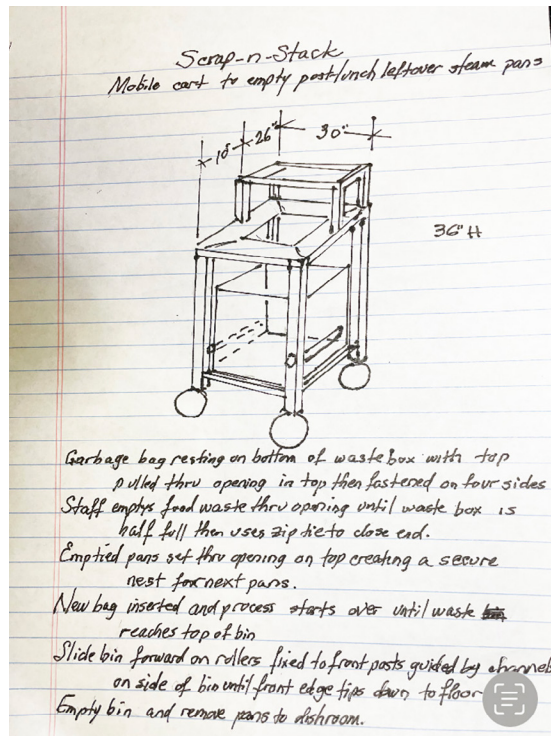 Scrap-n-Stack
Mobile cart to empty post/lunch leftover steam pans
10"
26"
30"
36" H
Garbage bag resting on bottom of waste box with top
pulled thru opening in top then fastened on four sides
Staff emptys food waste thru opening until waste box is
half full then uses zip tie to close end.
Emptied pans set thru opening on top creating a secure
nest for next pans.
New bag inserted and process starts over until waste
reaches top of bin
Slide bin forward on rollers fixed to front posts guided by channels
on side of bin until front edge tips down to floor
Empty bin and remove pans to dishroom.